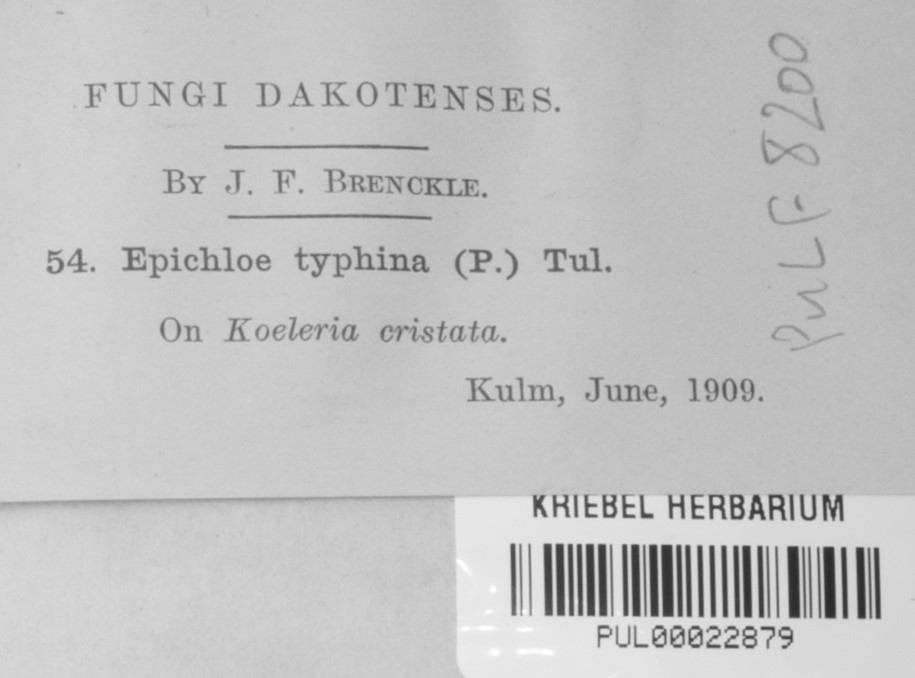 FUNGI DAKOTENSES.
BY J. F. BRENCKLE.
54. Epichloe typhina (P.) Tul.
On Koeleria cristata.
Kulm, June, 1909.
PuL F 8200
KRIEBEL HERBARIUM
PUL00022879